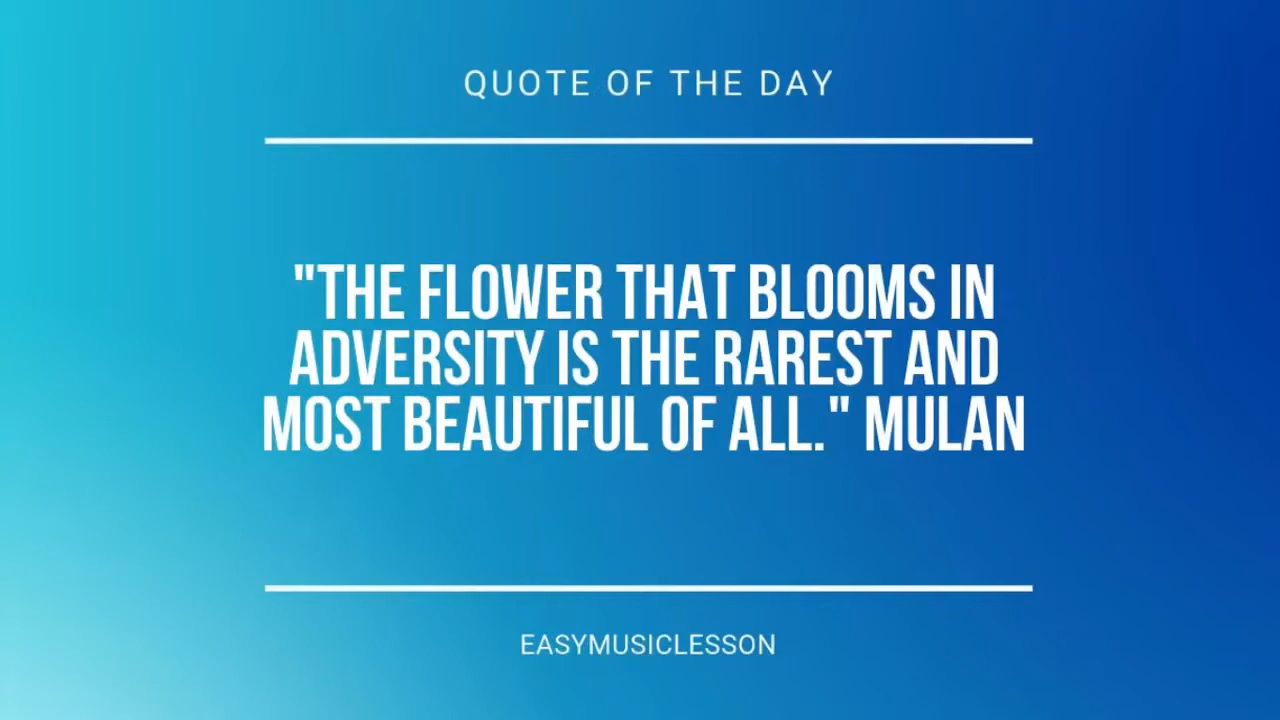 QUOTE OF THE DAY
"THE FLOWER THAT BLOOMS IN
ADVERSITY IS THE RAREST AND
MOST BEAUTIFUL OF ALL." MULAN
EASYMUSICLESSON